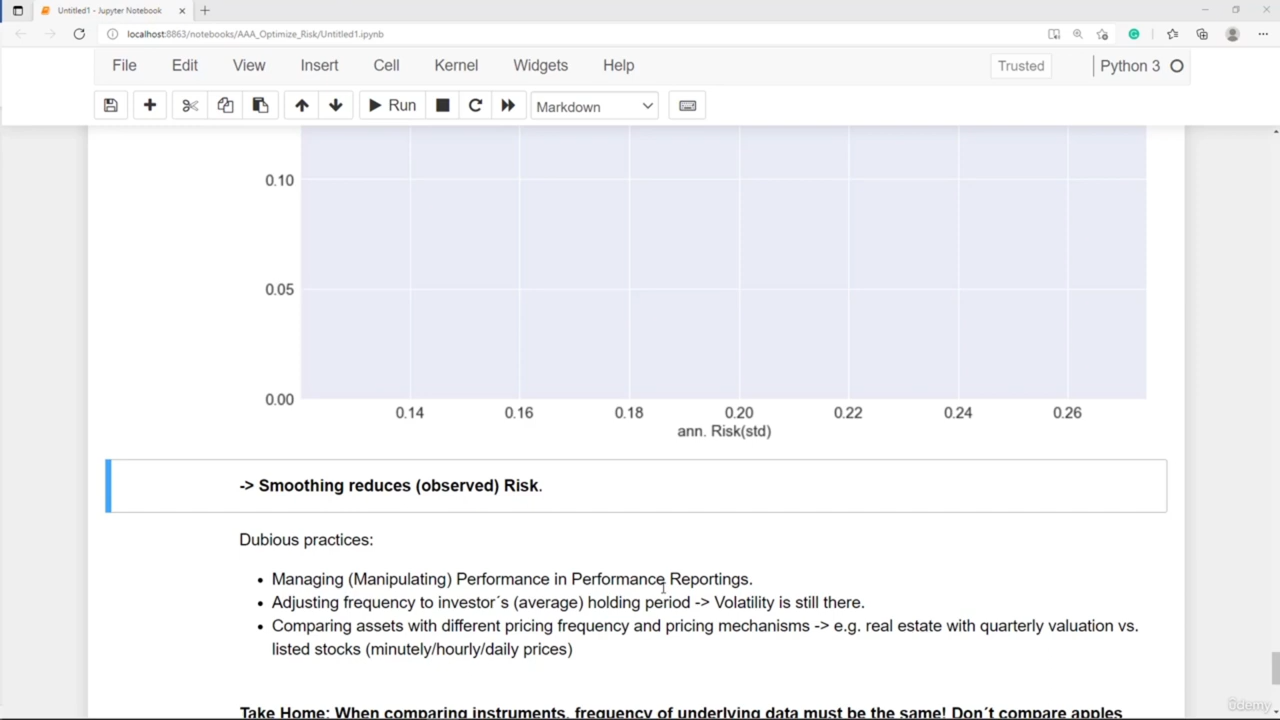 Untitled1 - Jupyter Notebook
localhost:8863/notebooks/AAA_Optimize_Risk/Untitled1.ipynb
File Edit View Insert Cell Kernel Widgets Help Trusted Python 3
Run Markdown
0.10
0.05
0.00
0.14 0.16 0.18 0.20 0.22 0.24 0.26
ann. Risk(std)
-> Smoothing reduces (observed) Risk.
Dubious practices:
• Managing (Manipulating) Performance in Performance Reportings.
• Adjusting frequency to investor´s (average) holding period -> Volatility is still there.
• Comparing assets with different pricing frequency and pricing mechanisms -> e.g. real estate with quarterly valuation vs.
listed stocks (minutely/hourly/daily prices)
Take Home: When comparing instruments, frequency of underlying data must be the same! Don´t compare apples
ûdemy